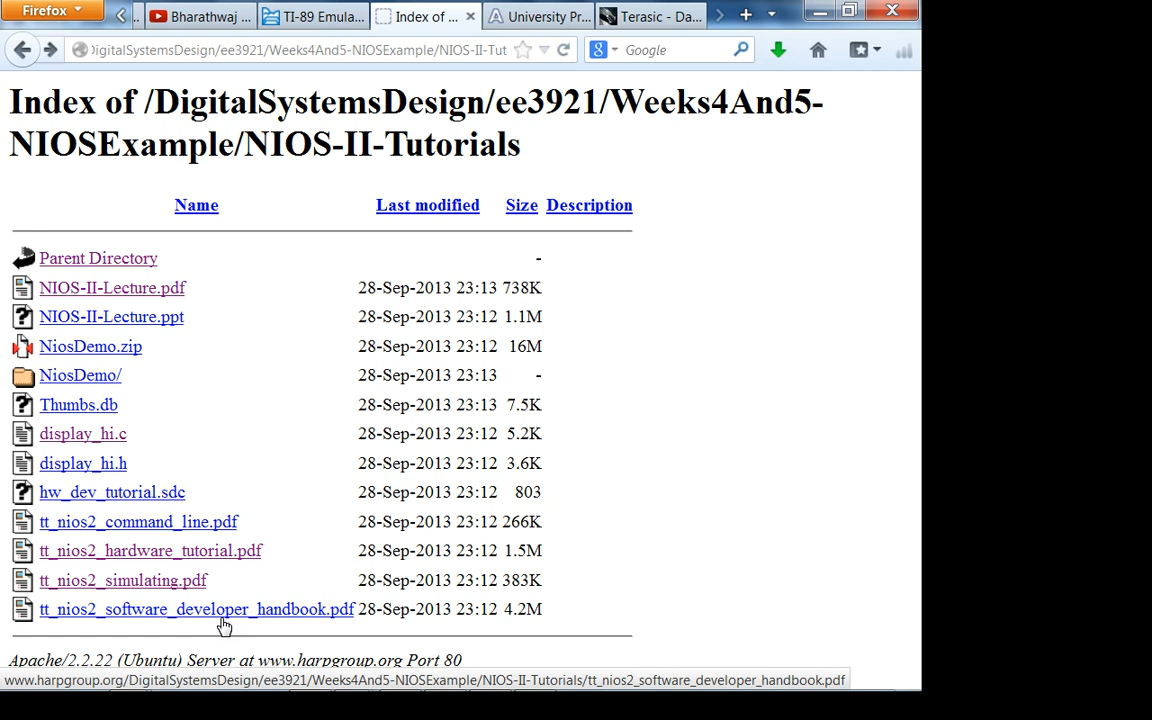 Firefox
..
Bharathwaj ...
TI-89 Emula...
Index of ...
University Pr...
Terasic - Da...
DigitalSystemsDesign/ee3921/Weeks4And5-NIOSExample/NIOS-II-Tut
Google
Index of /DigitalSystemsDesign/ee3921/Weeks4And5-
NIOSExample/NIOS-II-Tutorials
Name Last modified Size Description
Parent Directory -
NIOS-II-Lecture.pdf 28-Sep-2013 23:13 738K
NIOS-II-Lecture.ppt 28-Sep-2013 23:12 1.1M
NiosDemo.zip 28-Sep-2013 23:12 16M
NiosDemo/ 28-Sep-2013 23:13 -
Thumbs.db 28-Sep-2013 23:13 7.5K
display_hi.c 28-Sep-2013 23:12 5.2K
display_hi.h 28-Sep-2013 23:12 3.6K
hw_dev_tutorial.sdc 28-Sep-2013 23:12 803
tt_nios2_command_line.pdf 28-Sep-2013 23:12 266K
tt_nios2_hardware_tutorial.pdf 28-Sep-2013 23:12 1.5M
tt_nios2_simulating.pdf 28-Sep-2013 23:12 383K
tt_nios2_software_developer_handbook.pdf 28-Sep-2013 23:12 4.2M
Apache/2.2.22 (Ubuntu) Server at www.harpgroup.org Port 80
www.harpgroup.org/DigitalSystemsDesign/ee3921/Weeks4And5-NIOSExample/NIOS-II-Tutorials/tt_nios2_software_developer_handbook.pdf